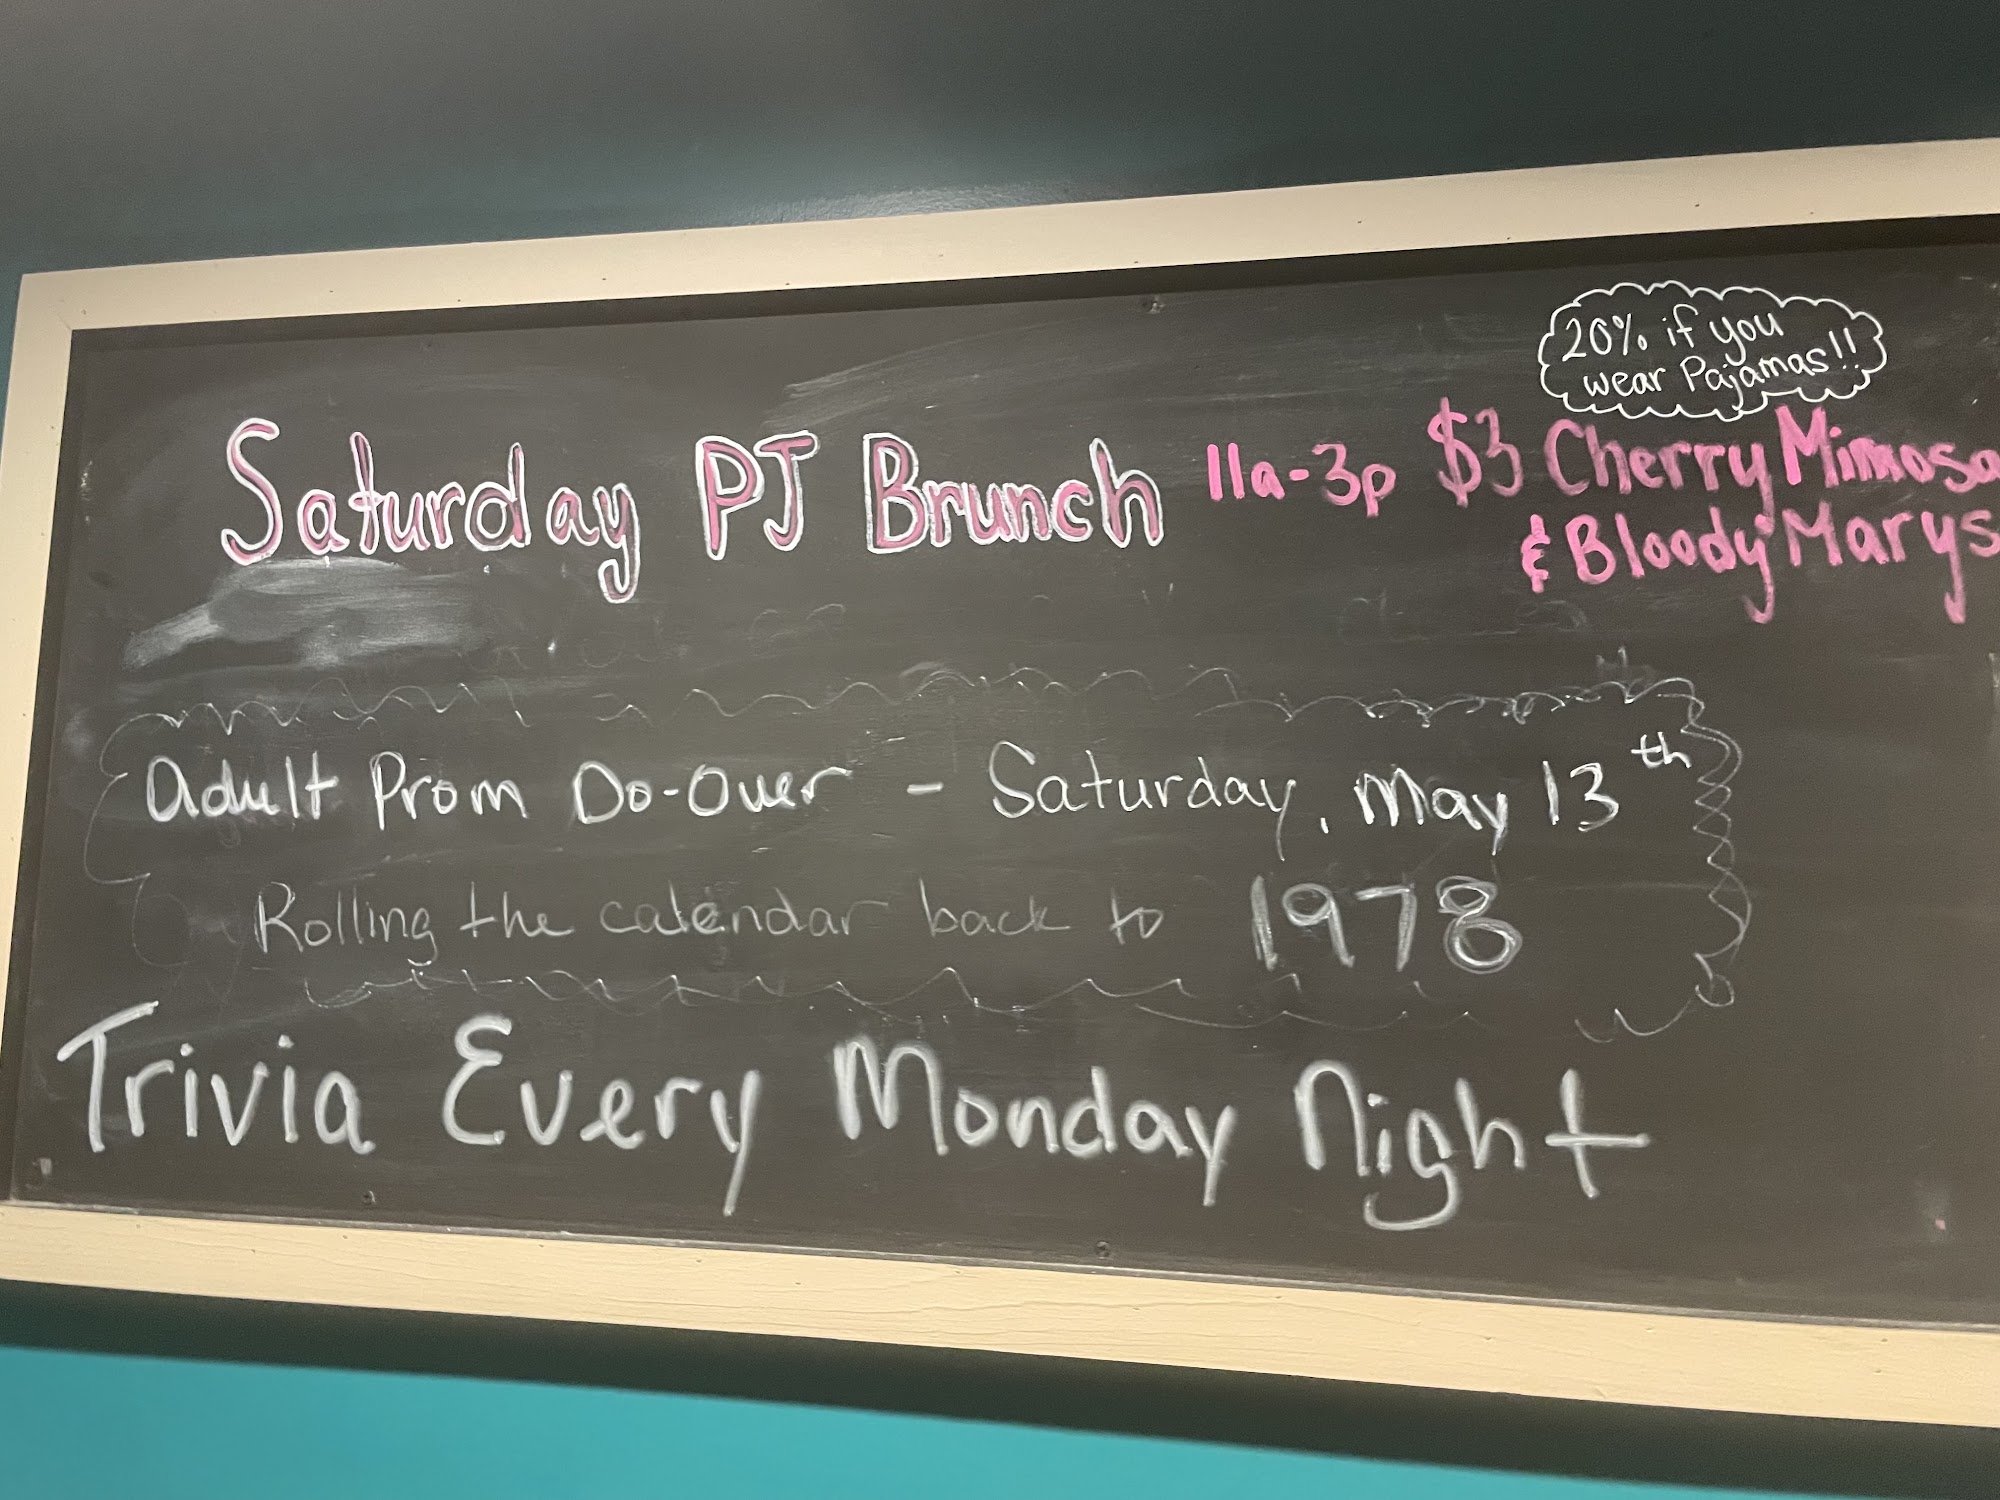 20% if you
wear Pajamas!!
Saturday PJ Brunch 11a-3p $3 Cherry Mimosa
& Bloody Marys
Adult Prom Do-Over - Saturday, May 13th
Rolling the calendar back to 1978
Trivia Every Monday Night